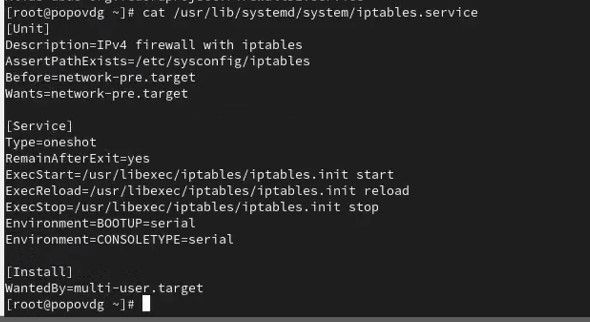 [root@popovdg ~]# cat /usr/lib/systemd/system/iptables.service
[Unit]
Description=IPv4 firewall with iptables
AssertPathExists=/etc/sysconfig/iptables
Before=network-pre.target
Wants=network-pre.target

[Service]
Type=oneshot
RemainAfterExit=yes
ExecStart=/usr/libexec/iptables/iptables.init start
ExecReload=/usr/libexec/iptables/iptables.init reload
ExecStop=/usr/libexec/iptables/iptables.init stop
Environment=BOOTUP=serial
Environment=CONSOLETYPE=serial

[Install]
WantedBy=multi-user.target
[root@popovdg ~]#